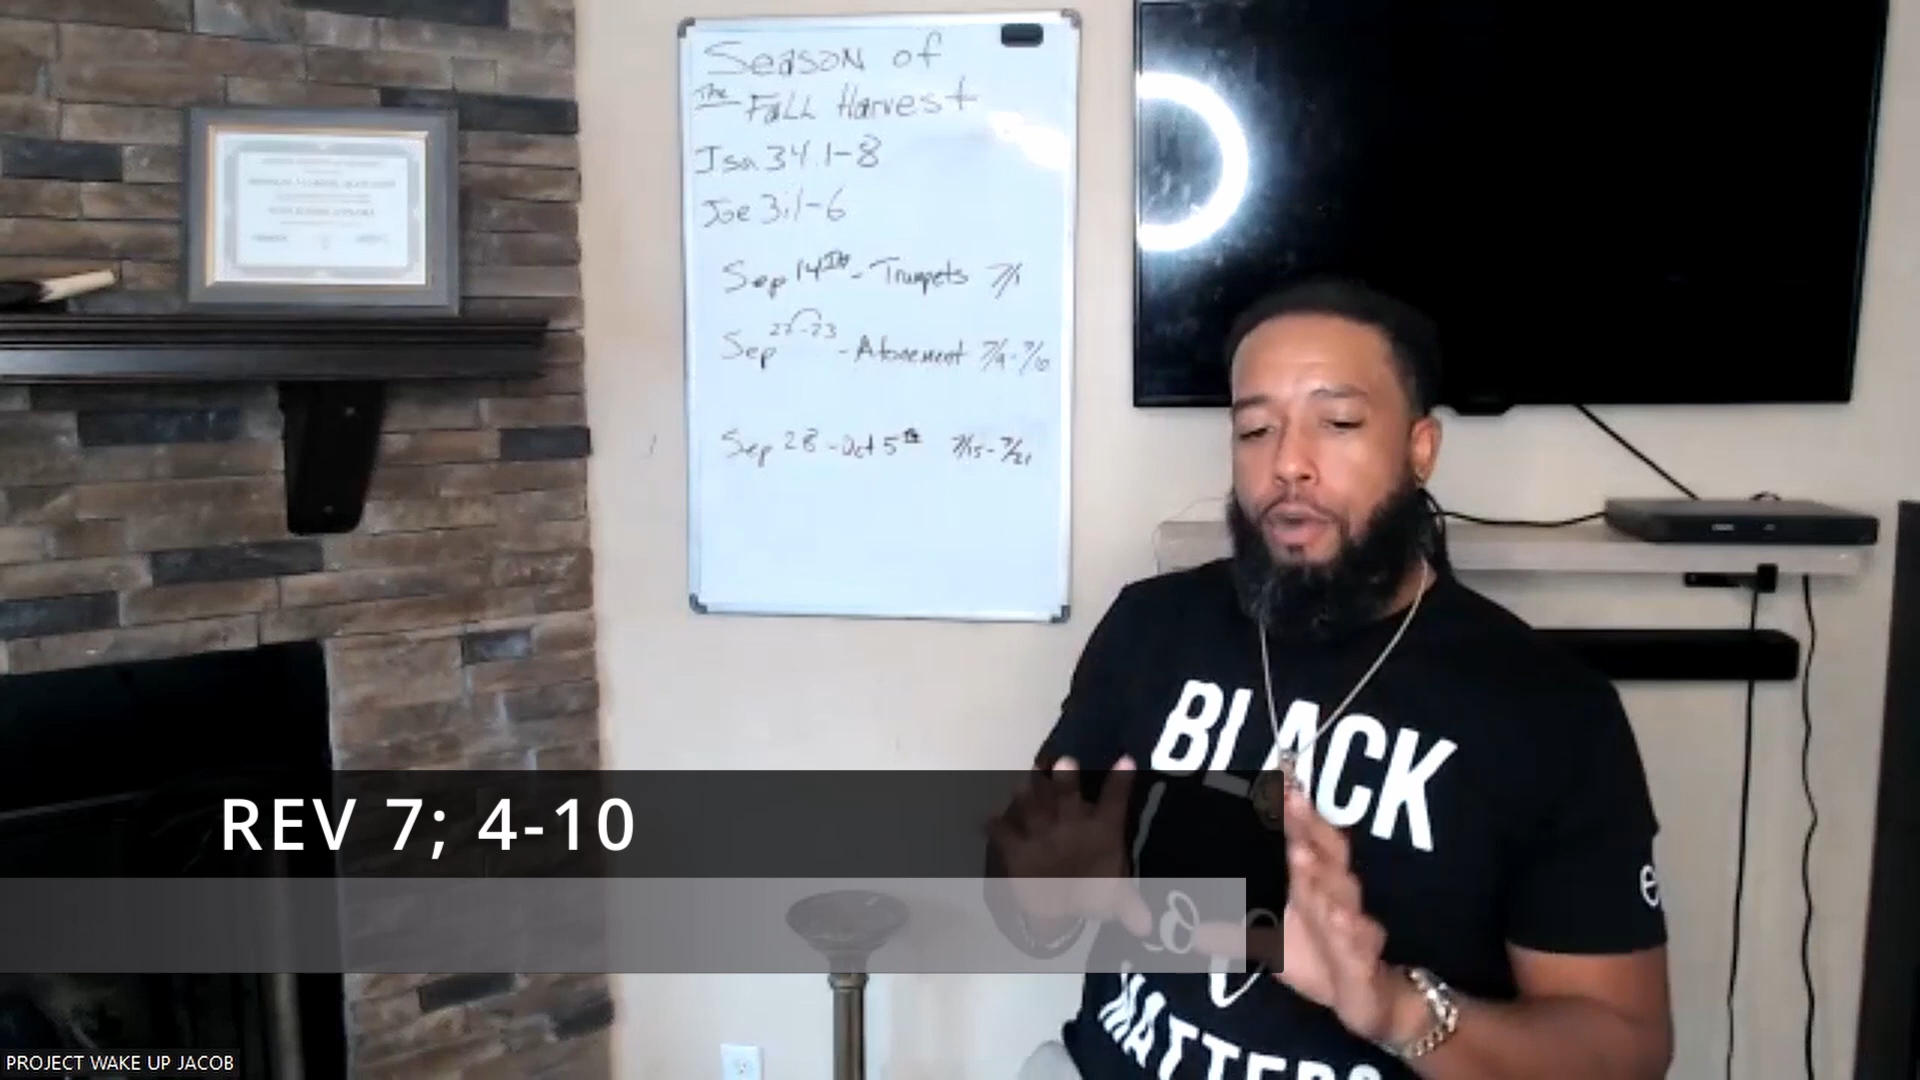 Season of
The Fall Harvest
Isa 34.1-8
Joe 3:1-6
Sep 14th - Trumpets 7/1
Sep 22-23 - Atonement 7/9-7/10
Sep 28 - Oct 5th 7/15-7/21
BLACK
MATTERS
REV 7; 4-10
PROJECT WAKE UP JACOB